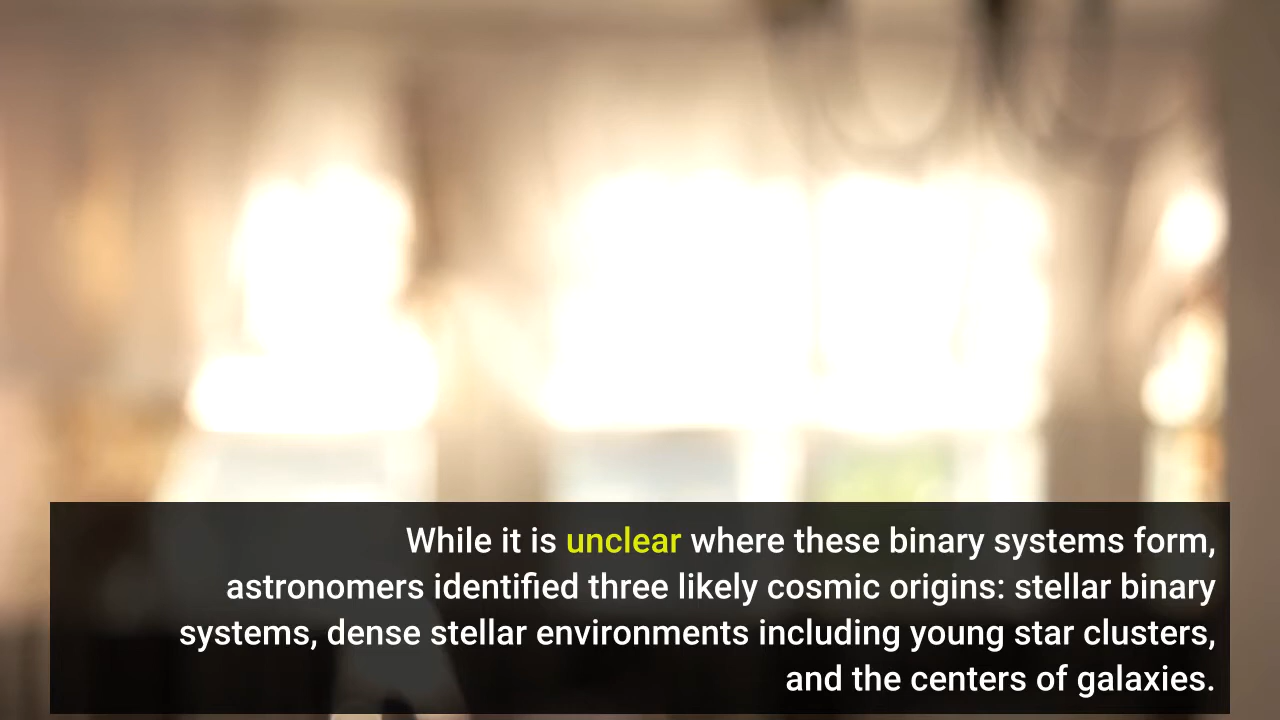 While it is unclear where these binary systems form,
astronomers identified three likely cosmic origins: stellar binary
systems, dense stellar environments including young star clusters,
and the centers of galaxies.